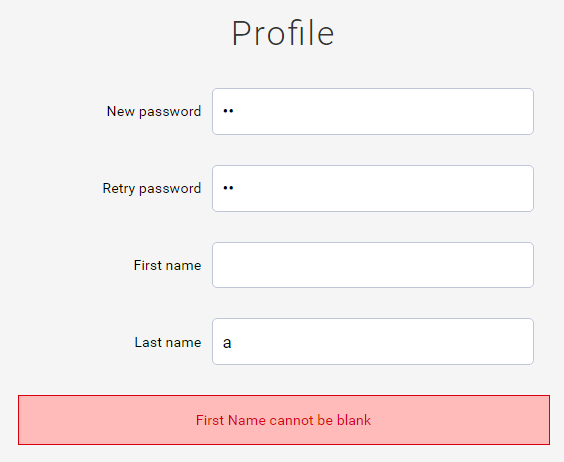 Profile
New password ••
Retry password ••
First name
Last name a
First Name cannot be blank